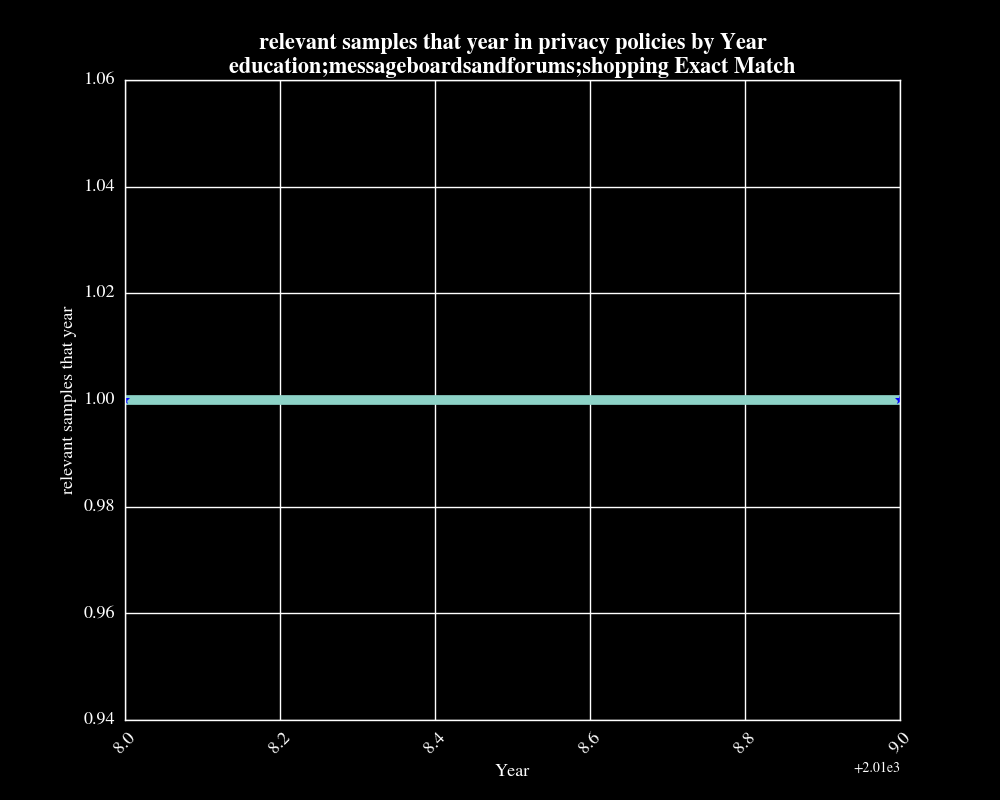 relevant samples that year in privacy policies by Year
education;messageboardsandforums;shopping Exact Match
1.06
1.04
1.02
1.00
0.98
0.96
0.94
relevant samples that year
8.0
8.2
8.4
8.6
8.8
9.0
Year
+2.01e3